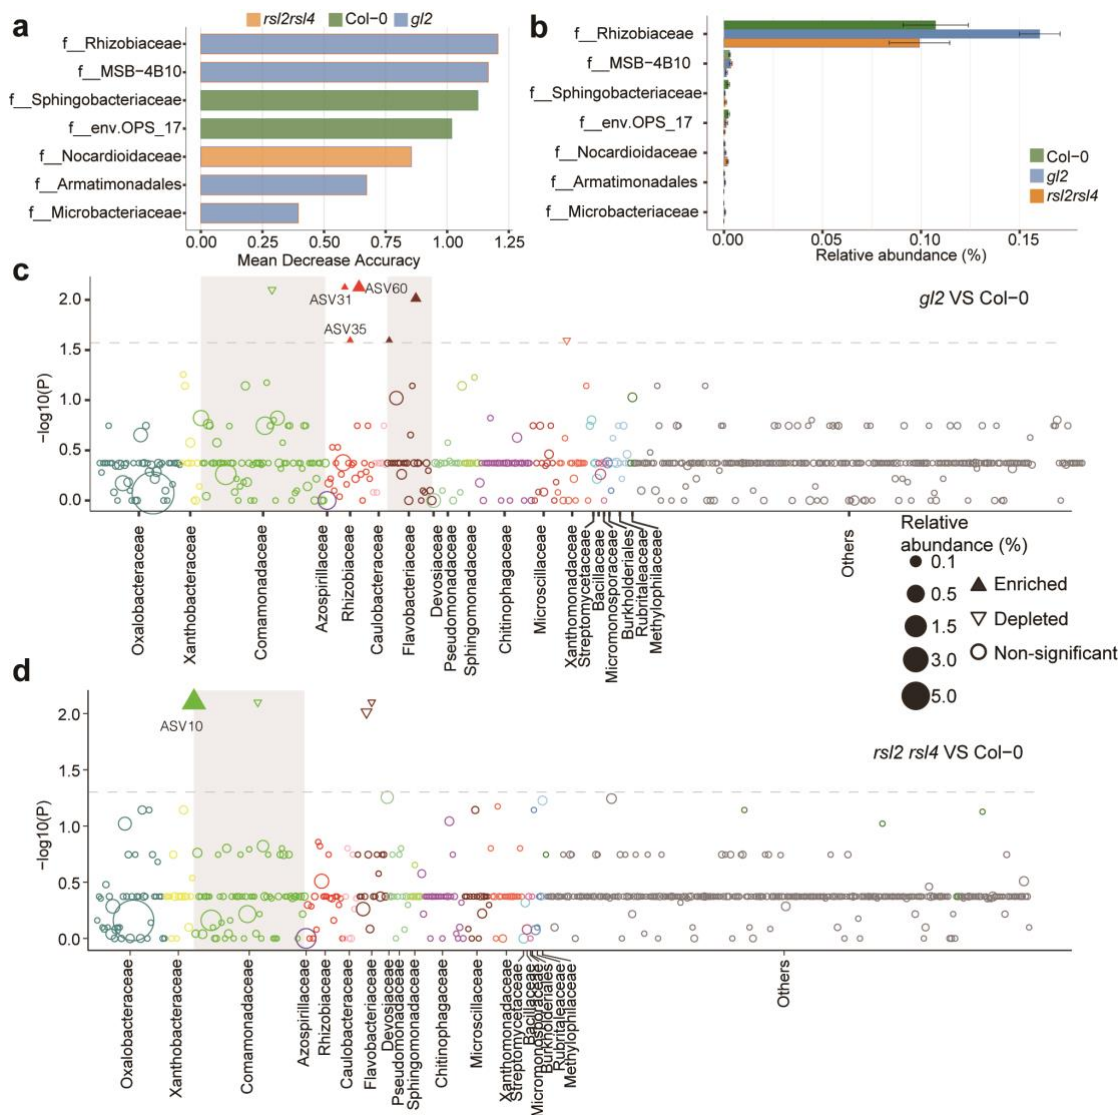 a
rsl2rsl4 Col−0 gl2
f__Rhizobiaceae
f__MSB−4B10
f__Sphingobacteriaceae
f__env.OPS_17
f__Nocardioidaceae
f__Armatimonadales
f__Microbacteriaceae
0.00 0.25 0.50 0.75 1.00 1.25
Mean Decrease Accuracy
b
f__Rhizobiaceae
f__MSB−4B10
f__Sphingobacteriaceae
f__env.OPS_17
f__Nocardioidaceae
f__Armatimonadales
f__Microbacteriaceae
Col−0
gl2
rsl2rsl4
0.00 0.05 0.10 0.15
Relative abundance (%)
c
gl2 VS Col−0
ASV31
ASV60
ASV35
−log10(P)
2.0
1.5
1.0
0.5
0.0
Oxalobacteraceae
Xanthobacteraceae
Comamonadaceae
Azospirillaceae
Rhizobiaceae
Caulobacteraceae
Flavobacteriaceae
Devosiaceae
Pseudomonadaceae
Sphingomonadaceae
Chitinophagaceae
Microscillaceae
Xanthomonadaceae
Streptomycetaceae
Bacillaceae
Micromonosporaceae
Burkholderiales
Rubritaleaceae
Methylophilaceae
Others
Relative
abundance (%)
0.1
0.5
1.5
3.0
5.0
Enriched
Depleted
Non-significant
d
ASV10
rsl2 rsl4 VS Col−0
−log10(P)
2.0
1.5
1.0
0.5
0.0
Oxalobacteraceae
Xanthobacteraceae
Comamonadaceae
Azospirillaceae
Rhizobiaceae
Caulobacteraceae
Flavobacteriaceae
Devosiaceae
Pseudomonadaceae
Sphingomonadaceae
Chitinophagaceae
Microscillaceae
Xanthomonadaceae
Streptomycetaceae
Bacillaceae
Micromonosporaceae
Burkholderiales
Rubritaleaceae
Methylophilaceae
Others